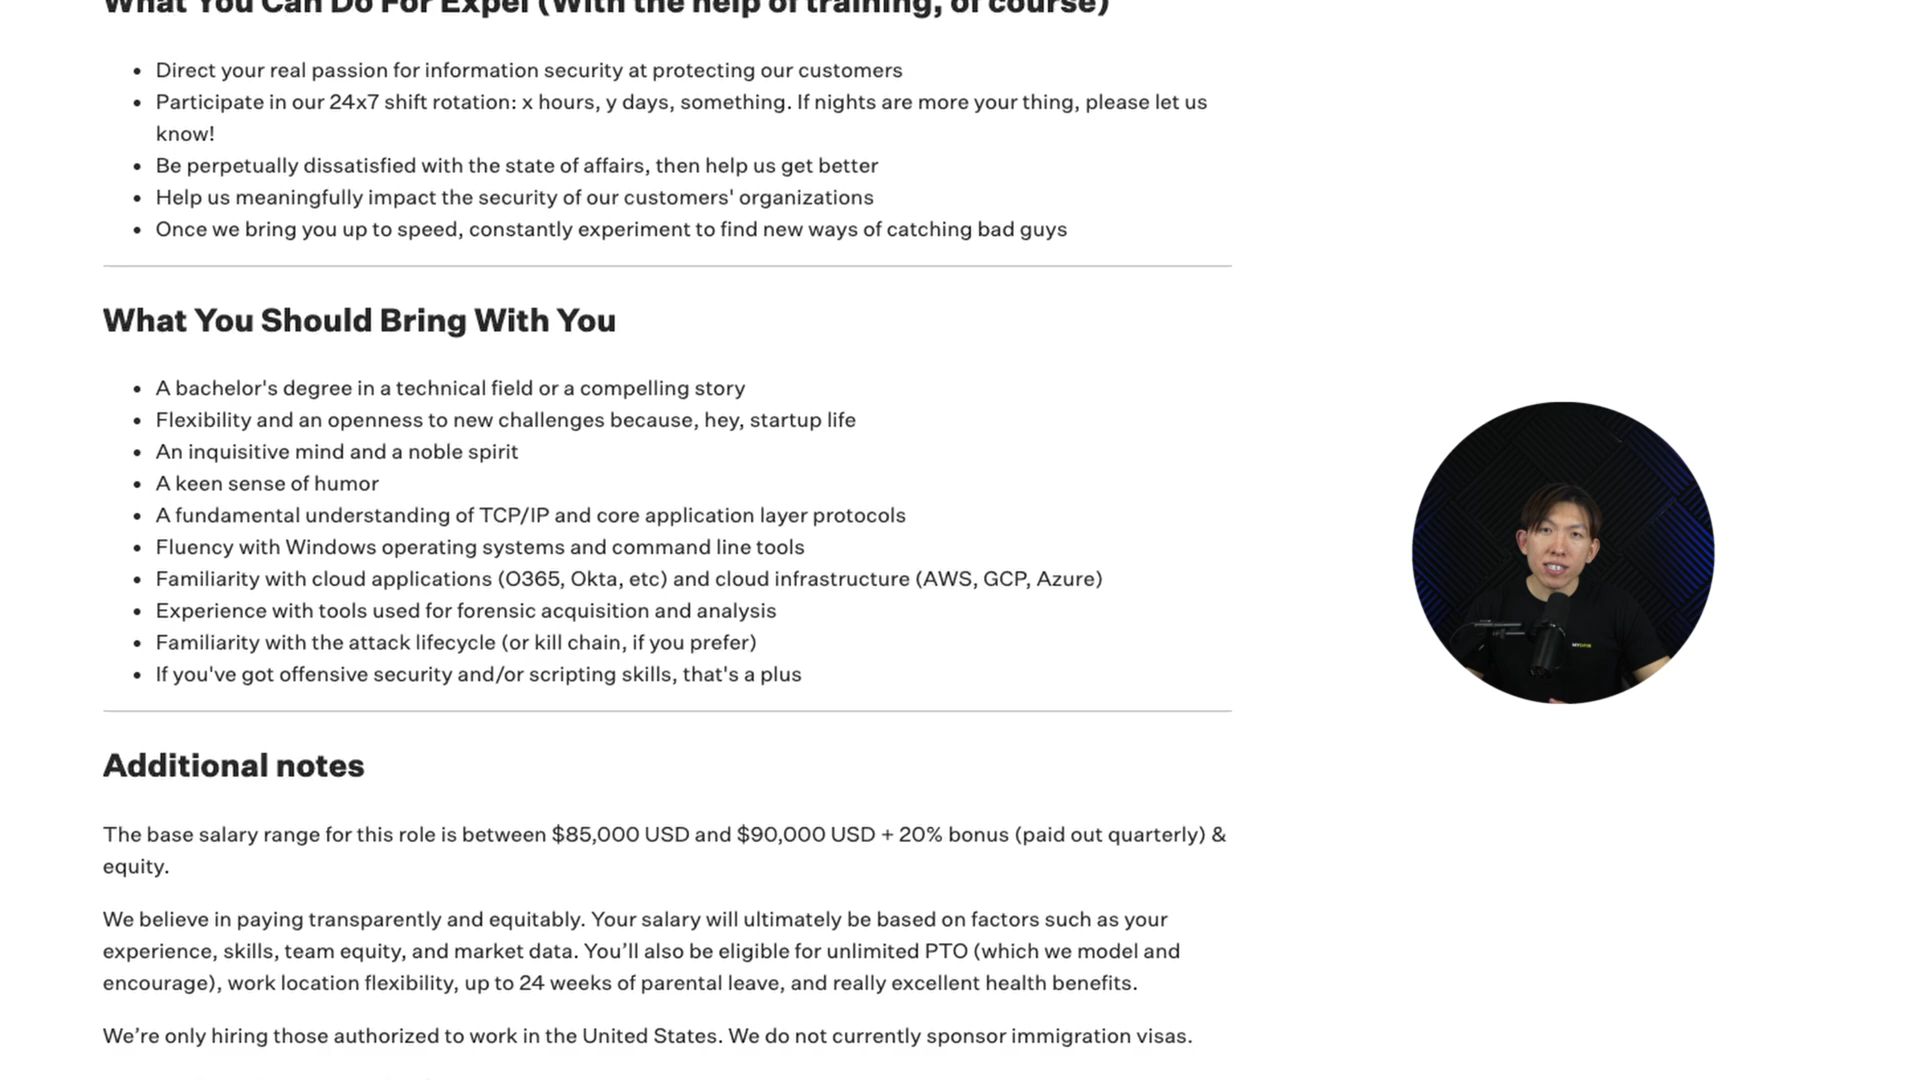 What You Can Do For Expel (With the help of training, of course)
• Direct your real passion for information security at protecting our customers
• Participate in our 24x7 shift rotation: x hours, y days, something. If nights are more your thing, please let us
know!
• Be perpetually dissatisfied with the state of affairs, then help us get better
• Help us meaningfully impact the security of our customers' organizations
• Once we bring you up to speed, constantly experiment to find new ways of catching bad guys
What You Should Bring With You
• A bachelor's degree in a technical field or a compelling story
• Flexibility and an openness to new challenges because, hey, startup life
• An inquisitive mind and a noble spirit
• A keen sense of humor
• A fundamental understanding of TCP/IP and core application layer protocols
• Fluency with Windows operating systems and command line tools
• Familiarity with cloud applications (O365, Okta, etc) and cloud infrastructure (AWS, GCP, Azure)
• Experience with tools used for forensic acquisition and analysis
• Familiarity with the attack lifecycle (or kill chain, if you prefer)
• If you've got offensive security and/or scripting skills, that's a plus
Additional notes
The base salary range for this role is between $85,000 USD and $90,000 USD + 20% bonus (paid out quarterly) &
equity.
We believe in paying transparently and equitably. Your salary will ultimately be based on factors such as your
experience, skills, team equity, and market data. You’ll also be eligible for unlimited PTO (which we model and
encourage), work location flexibility, up to 24 weeks of parental leave, and really excellent health benefits.
We’re only hiring those authorized to work in the United States. We do not currently sponsor immigration visas.